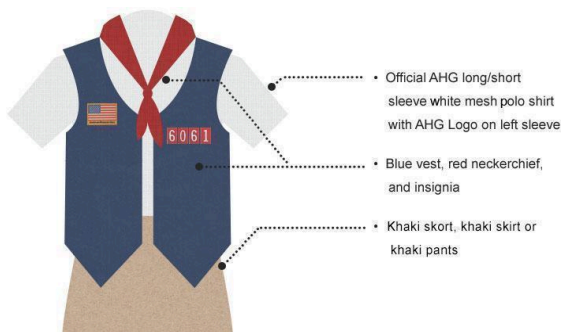 • Official AHG long/short
sleeve white mesh polo shirt
with AHG Logo on left sleeve
6061
• Blue vest, red neckerchief,
and insignia
• Khaki skort, khaki skirt or
khaki pants